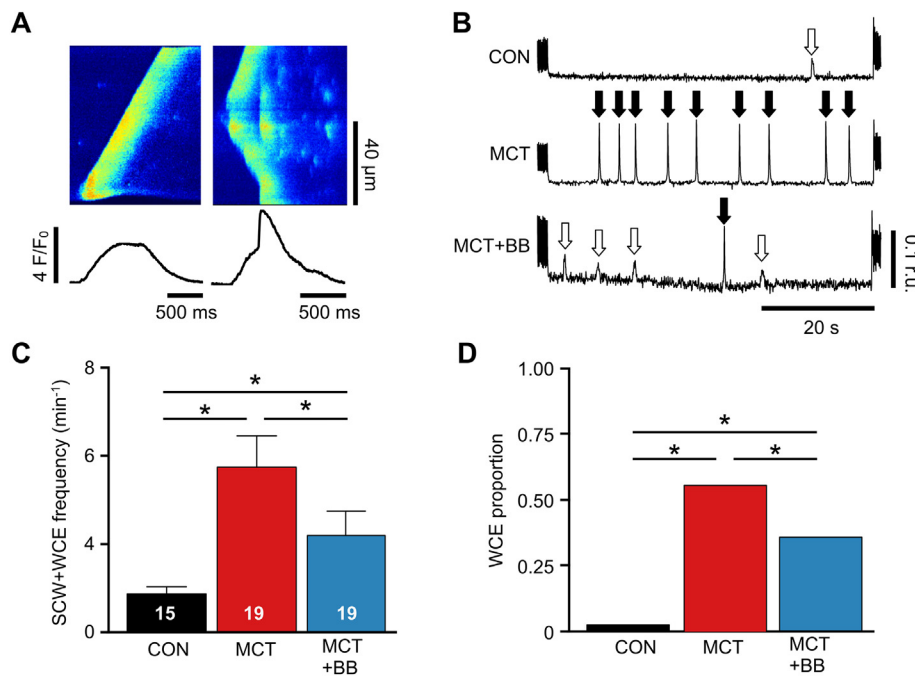 A
40 µm
4 F/F₀
500 ms
500 ms
B
CON
MCT
MCT+BB
0.1 r.u.
20 s
C
SCW+WCE frequency (min⁻¹)
8
6
4
2
0
*
*
*
15
19
19
CON
MCT
MCT
+BB
D
WCE proportion
1.00
0.75
0.50
0.25
0
*
*
*
CON
MCT
MCT
+BB